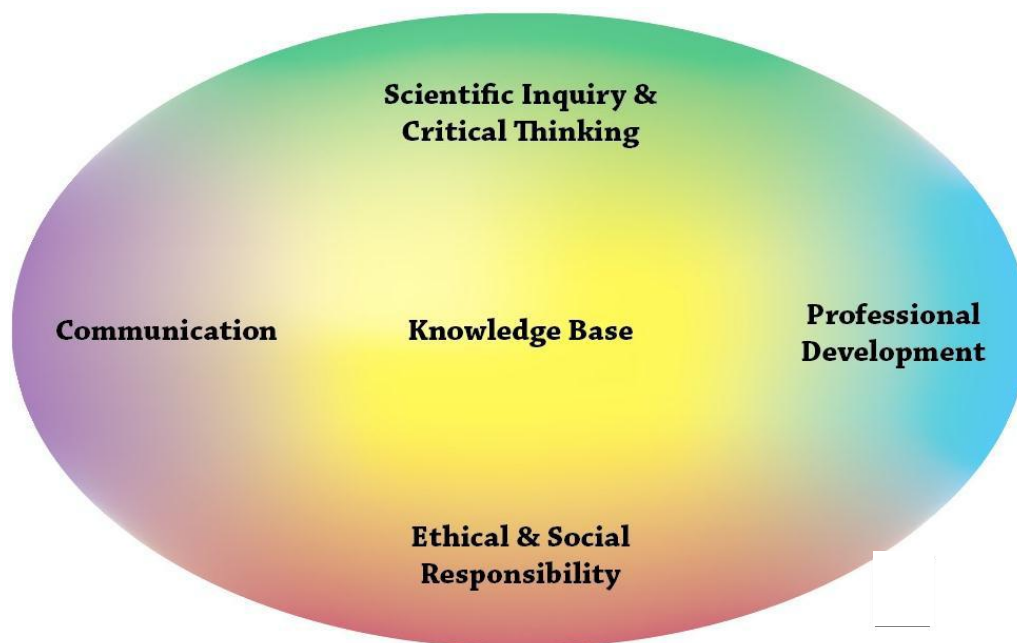 Scientific Inquiry &
Critical Thinking
Communication
Knowledge Base
Professional
Development
Ethical & Social
Responsibility